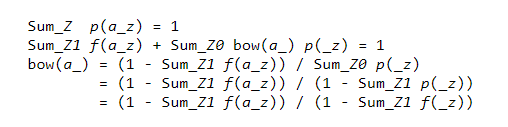 Sum_Z p(a_z) = 1
Sum_Z1 f(a_z) + Sum_Z0 bow(a_) p(_z) = 1
bow(a_) = (1 - Sum_Z1 f(a_z)) / Sum_Z0 p(_z)
= (1 - Sum_Z1 f(a_z)) / (1 - Sum_Z1 p(_z))
= (1 - Sum_Z1 f(a_z)) / (1 - Sum_Z1 f(_z))